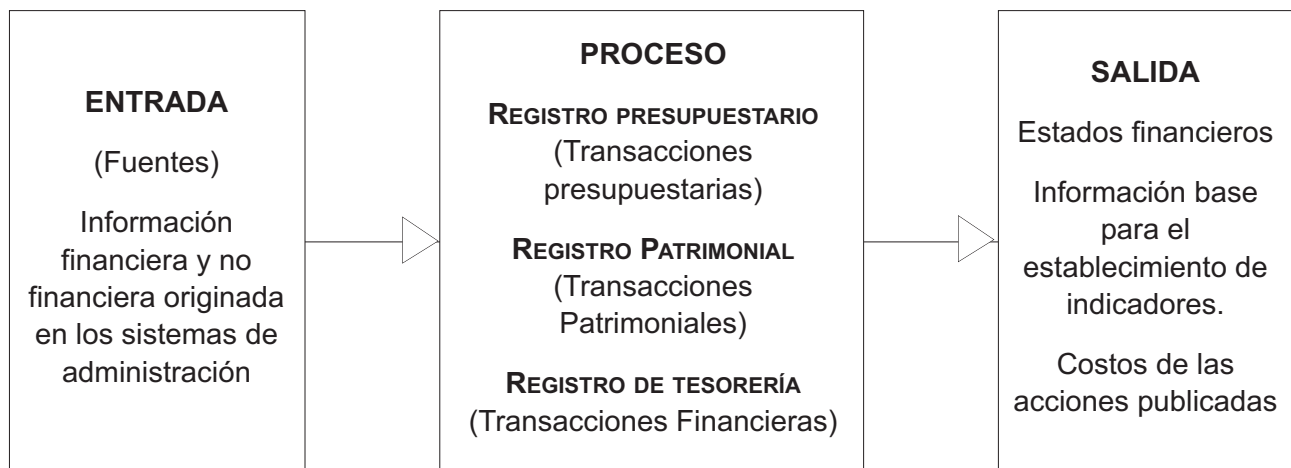 ENTRADA
(Fuentes)
Información
financiera y no
financiera originada
en los sistemas de
administración
PROCESO
REGISTRO PRESUPUESTARIO
(Transacciones
presupuestarias)
REGISTRO PATRIMONIAL
(Transacciones
Patrimoniales)
REGISTRO DE TESORERÍA
(Transacciones Financieras)
SALIDA
Estados financieros
Información base
para el
establecimiento de
indicadores.
Costos de las
acciones publicadas